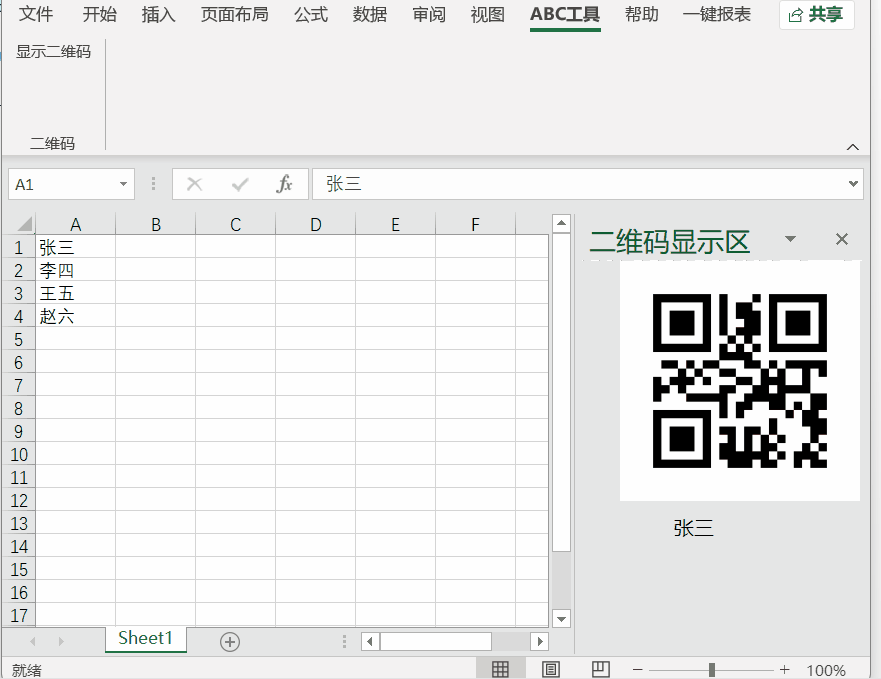 文件 开始 插入 页面布局 公式 数据 审阅 视图 ABC工具 帮助 一键报表 共享
显示二维码
二维码
A1 fx 张三
A B C D E F
二维码显示区
1 张三
2 李四
3 王五
4 赵六
5
6
7
8
9
10
11
12
13
张三
14
15
16
17
Sheet1
就绪 100%